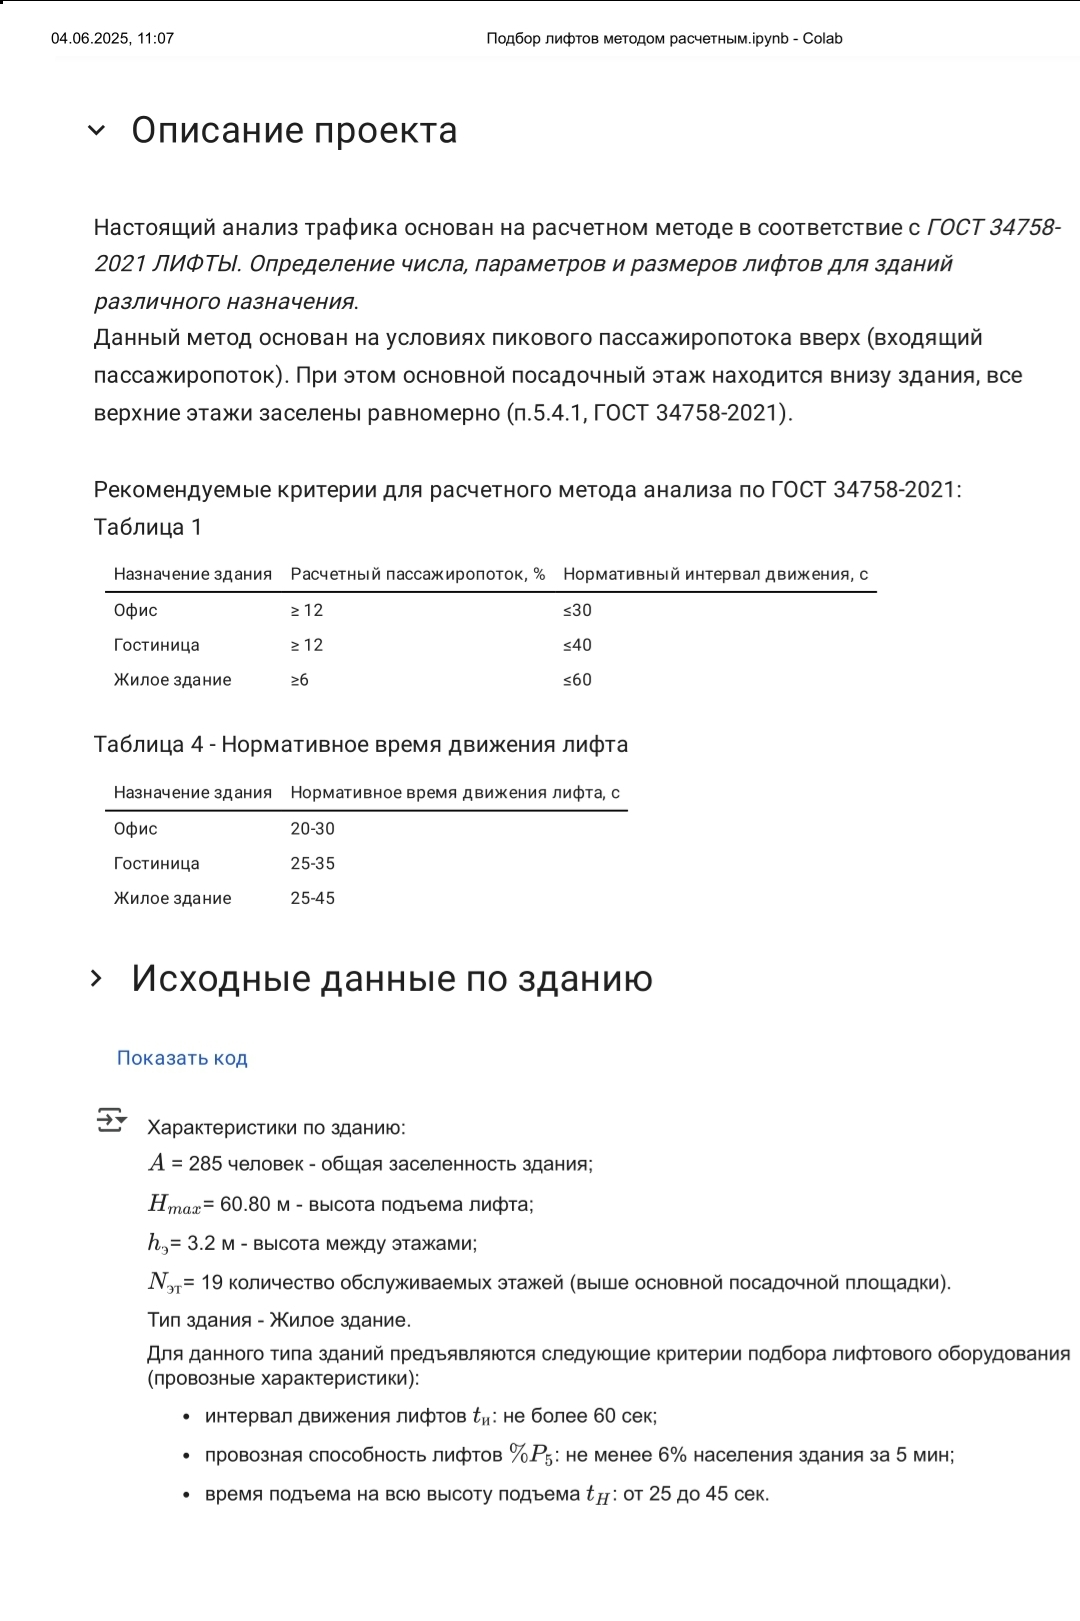 04.06.2025, 11:07 Подбор лифтов методом расчетным.ipynb - Colab
Описание проекта
Настоящий анализ трафика основан на расчетном методе в соответствие с ГОСТ 34758-
2021 ЛИФТЫ. Определение числа, параметров и размеров лифтов для зданий
различного назначения.
Данный метод основан на условиях пикового пассажиропотока вверх (входящий
пассажиропоток). При этом основной посадочный этаж находится внизу здания, все
верхние этажи заселены равномерно (п.5.4.1, ГОСТ 34758-2021).
Рекомендуемые критерии для расчетного метода анализа по ГОСТ 34758-2021:
Таблица 1
Назначение здания Расчетный пассажиропоток, % Нормативный интервал движения, с
Офис ≥ 12 ≤30
Гостиница ≥ 12 ≤40
Жилое здание ≥6 ≤60
Таблица 4 - Нормативное время движения лифта
Назначение здания Нормативное время движения лифта, с
Офис 20-30
Гостиница 25-35
Жилое здание 25-45
Исходные данные по зданию
Показать код
Характеристики по зданию:
A = 285 человек - общая заселенность здания;
H_max= 60.80 м - высота подъема лифта;
h_э= 3.2 м - высота между этажами;
N_эт= 19 количество обслуживаемых этажей (выше основной посадочной площадки).
Тип здания - Жилое здание.
Для данного типа зданий предъявляются следующие критерии подбора лифтового оборудования
(провозные характеристики):
• интервал движения лифтов t_и: не более 60 сек;
• провозная способность лифтов %P_5: не менее 6% населения здания за 5 мин;
• время подъема на всю высоту подъема t_H: от 25 до 45 сек.